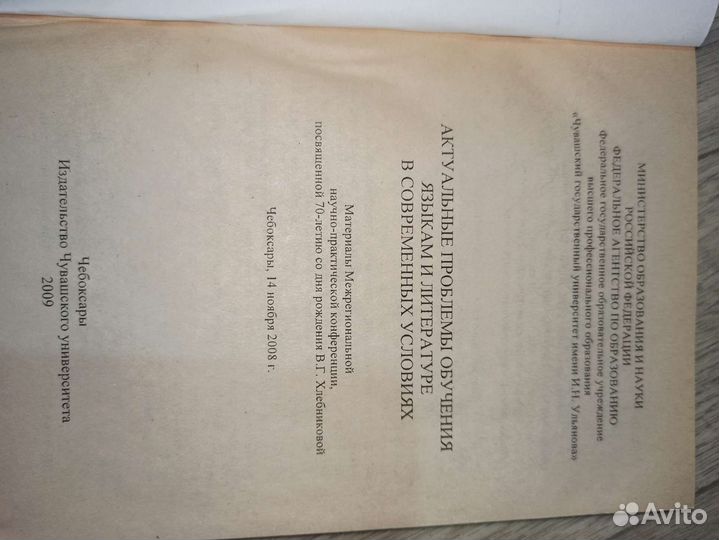 МИНИСТЕРСТВО ОБРАЗОВАНИЯ И НАУКИ
РОССИЙСКОЙ ФЕДЕРАЦИИ
ФЕДЕРАЛЬНОЕ АГЕНТСТВО ПО ОБРАЗОВАНИЮ
Федеральное государственное образовательное учреждение
высшего профессионального образования
«Чувашский государственный университет имени И.Н. Ульянова»
АКТУАЛЬНЫЕ ПРОБЛЕМЫ ОБУЧЕНИЯ
ЯЗЫКАМ И ЛИТЕРАТУРЕ
В СОВРЕМЕННЫХ УСЛОВИЯХ
Материалы Межрегиональной
научно-практической конференции,
посвященной 70-летию со дня рождения В.Г. Хлебниковой
Чебоксары, 14 ноября 2008 г.
Чебоксары
Издательство Чувашского университета
2009
Avito